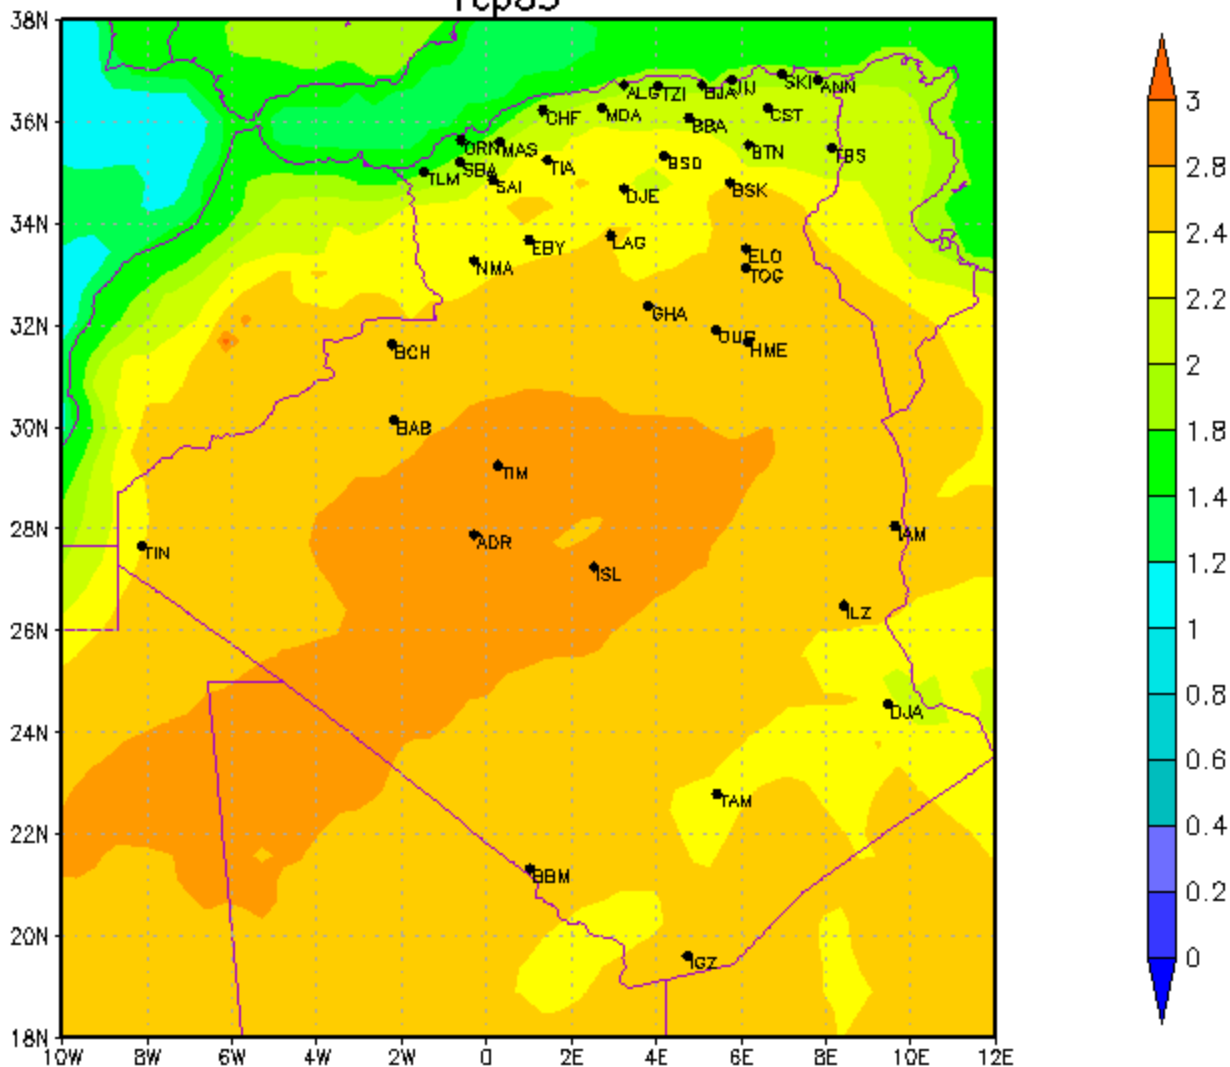 rcp85
38N
36N
34N
32N
30N
28N
26N
24N
22N
20N
18N
10W 8W 6W 4W 2W 0 2E 4E 6E 8E 10E 12E
ALG TZI BJA JIJ SKI ANN
CHF MDA BBA CST
ORN MAS BTN TBS
TLM SBA SAI TIA BSD BSK
DJE
NMA EBY LAG ELO
TOG
GHA
BCH HME
BAB
TIM
TIN ADR IAM
ISL
ILZ
DJA
TAM
BBM
IGZ
3
2.8
2.4
2.2
2
1.8
1.4
1.2
1
0.8
0.6
0.4
0.2
0